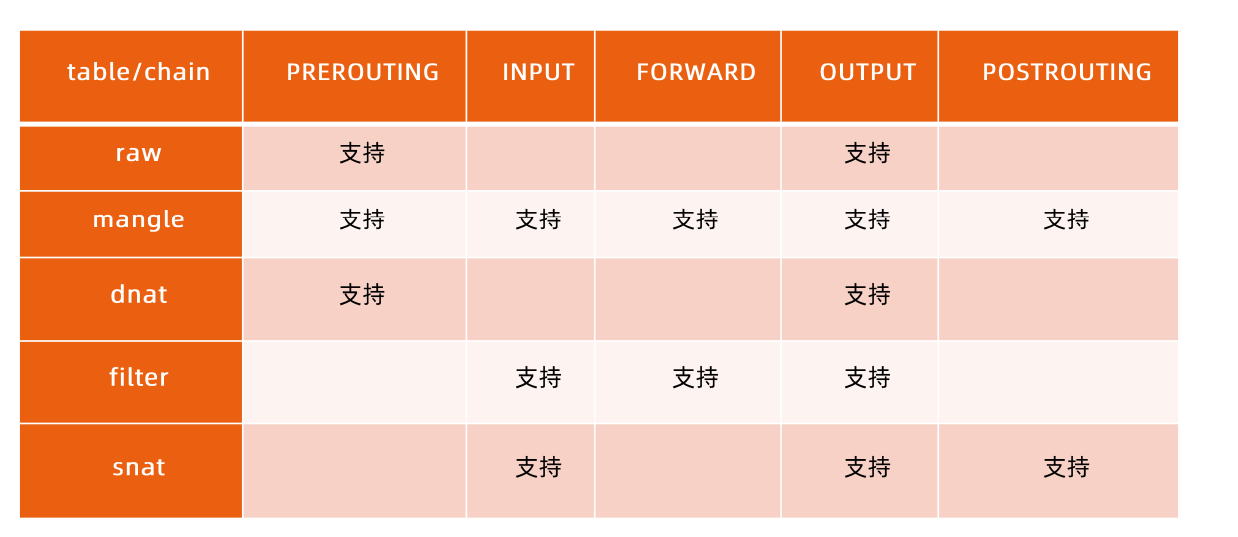 table/chain PREROUTING INPUT FORWARD OUTPUT POSTROUTING
raw 支持 支持
mangle 支持 支持 支持 支持 支持
dnat 支持 支持
filter 支持 支持 支持
snat 支持 支持 支持